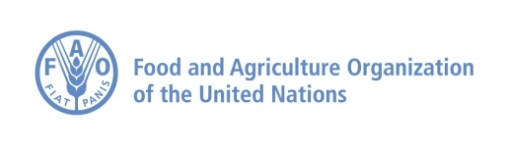 F A O
FIAT PANIS
Food and Agriculture Organization
of the United Nations